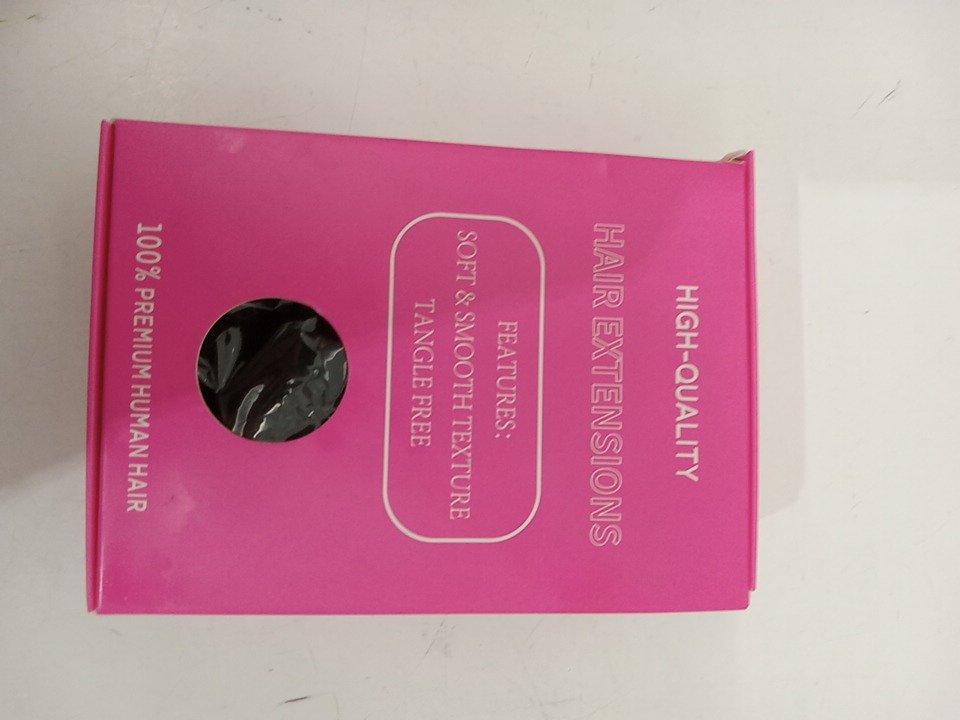 HIGH-QUALITY
HAIR EXTENSIONS
FEATURES:
SOFT & SMOOTH TEXTURE
TANGLE FREE
100% PREMIUM HUMAN HAIR